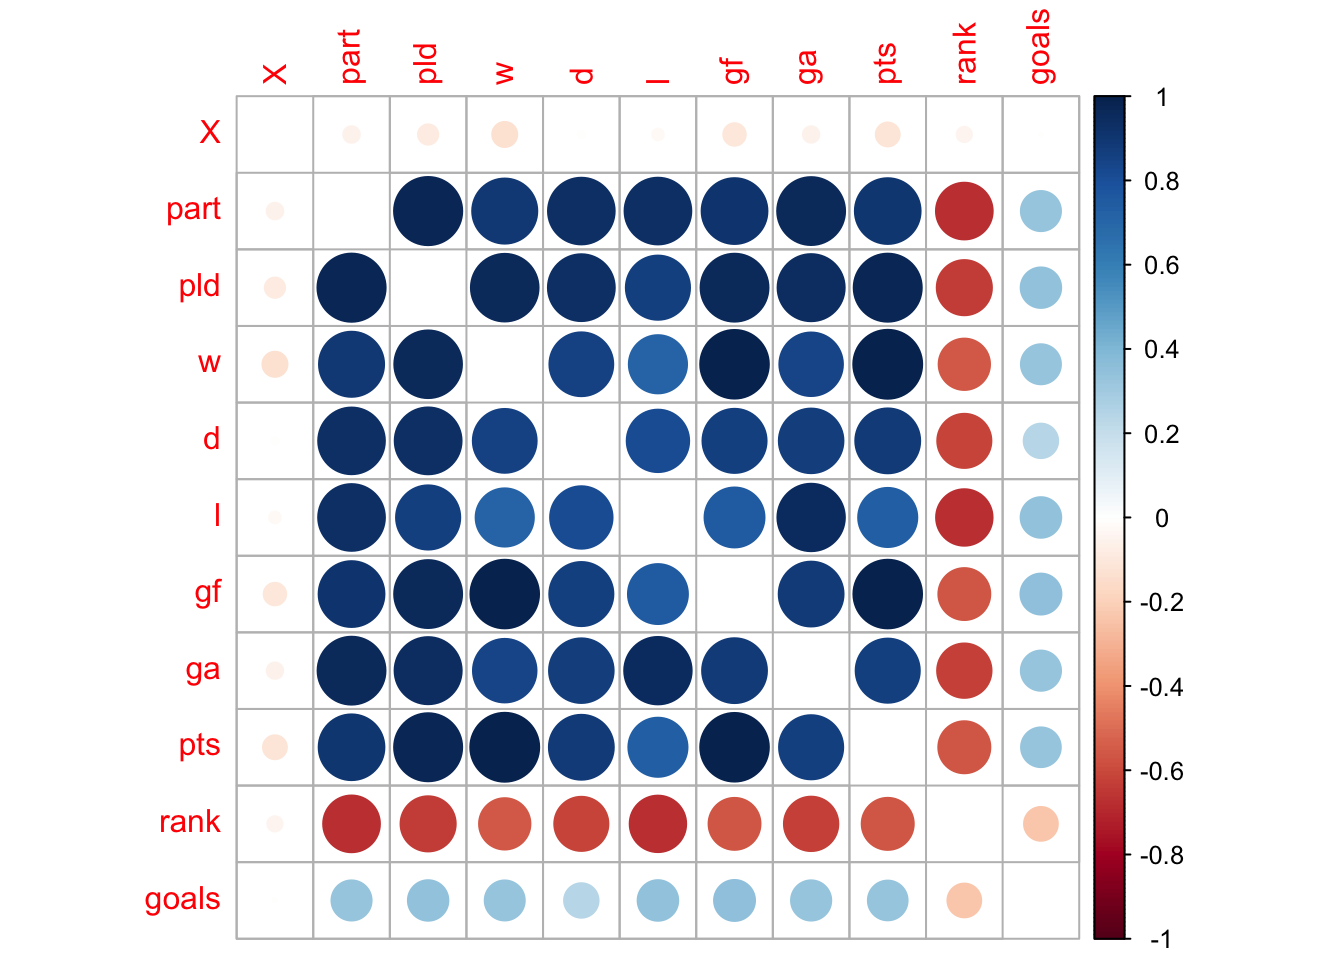 X part pld w d l gf ga pts rank goals
X
part
pld
w
d
l
gf
ga
pts
rank
goals
1
0.8
0.6
0.4
0.2
0
-0.2
-0.4
-0.6
-0.8
-1